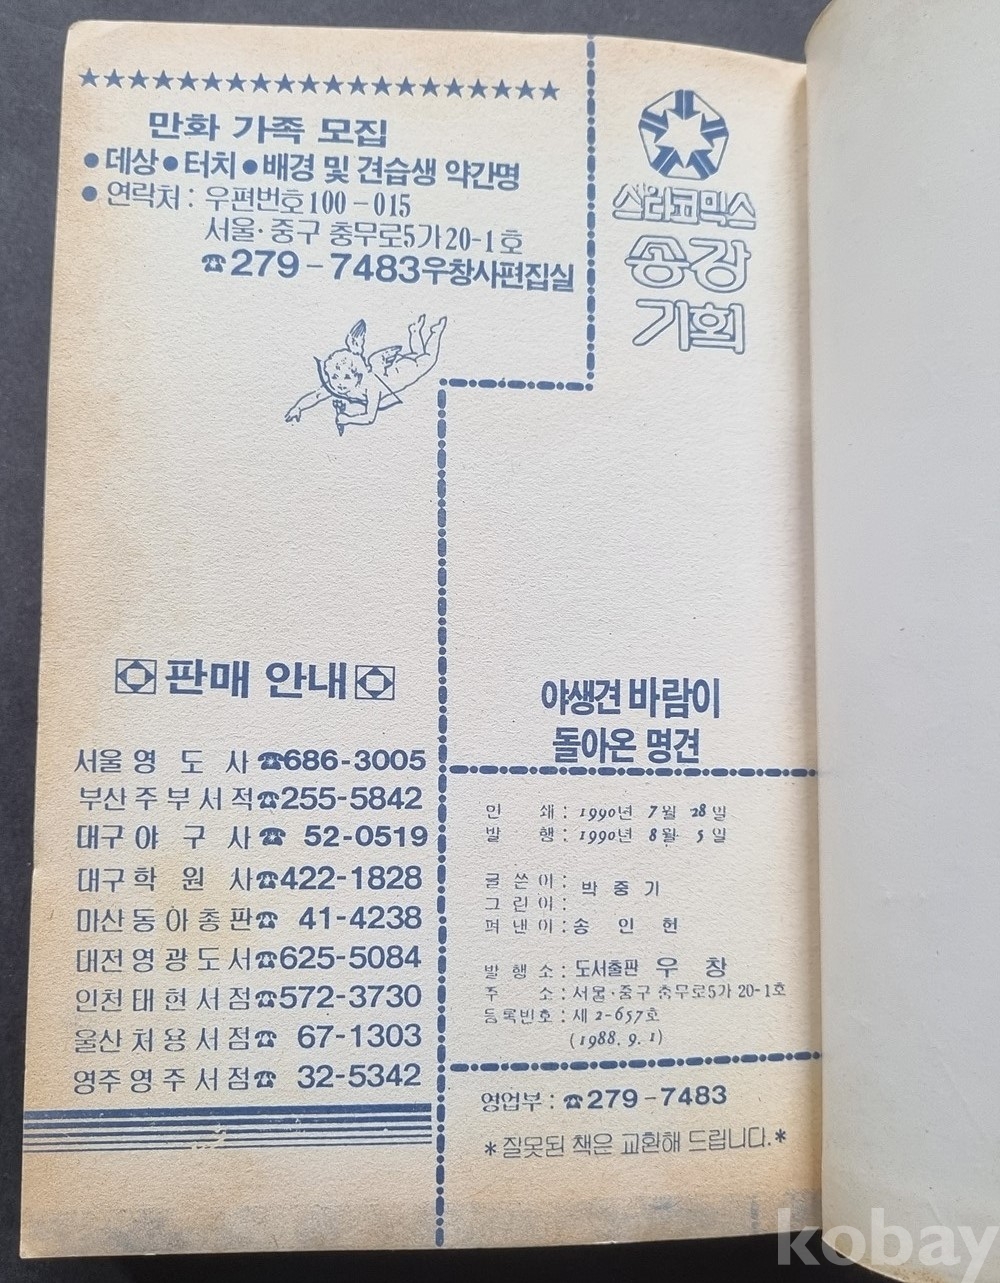 만화 가족 모집
●데상●터치●배경 및 견습생 약간명
●연락처: 우편번호100-015
서울·중구 충무로5가20-1호
☎279-7483우창사편집실
스타코믹스
송강
기획
판매 안내
서울 영도사☎686-3005
부산 주부서적☎255-5842
대구 야구사☎ 52-0519
대구 학원사☎422-1828
마산 동아총판☎ 41-4238
대전 영광도서☎625-5084
인천 태현서점☎572-3730
울산 처용서점☎ 67-1303
영주 영주서점☎ 32-5342
야생견 바람이
돌아온 명견
인 쇄: 1990년 7월 28일
발 행: 1990년 8월 5일
글 쓴 이:
그 린 이: 박 중 기
펴 낸 이: 송 인 헌
발 행 소: 도서출판 우 창
주 소: 서울·중구 충무로5가 20-1호
등록번호: 제2-657호
(1988. 9. 1)
영업부: ☎279-7483
*잘못된 책은 교환해 드립니다.*
kobay